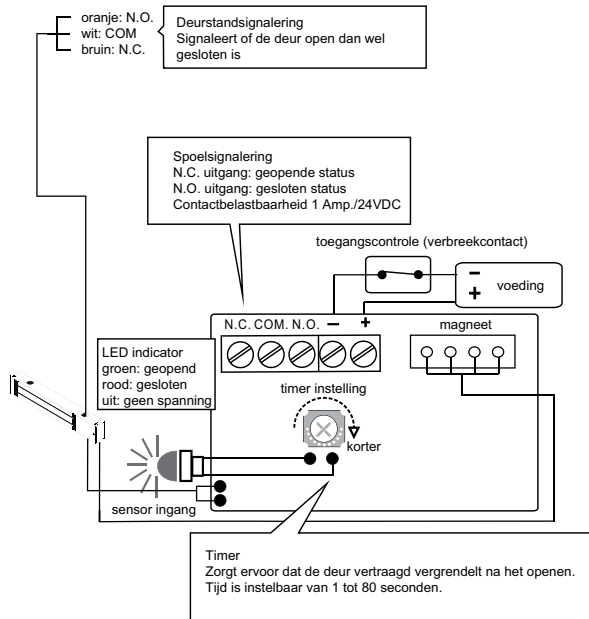 oranje: N.O.
wit: COM
bruin: N.C.
Deurstandsignalering
Signaleert of de deur open dan wel
gesloten is
Spoelsignalering
N.C. uitgang: geopende status
N.O. uitgang: gesloten status
Contactbelastbaarheid 1 Amp./24VDC
toegangscontrole (verbreekcontact)
−
+
voeding
N.C. COM. N.O. − +
magneet
LED indicator
groen: geopend
rood: gesloten
uit: geen spanning
timer instelling
korter
sensor ingang
Timer
Zorgt ervoor dat de deur vertraagd vergrendelt na het openen.
Tijd is instelbaar van 1 tot 80 seconden.